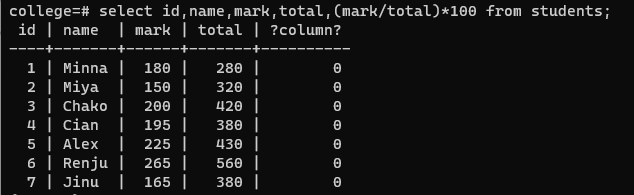 college=# select id,name,mark,total,(mark/total)*100 from students;
 id | name  | mark | total | ?column?
----+-------+------+-------+----------
  1 | Minna |  180 |   280 |        0
  2 | Miya  |  150 |   320 |        0
  3 | Chako |  200 |   420 |        0
  4 | Cian  |  195 |   380 |        0
  5 | Alex  |  225 |   430 |        0
  6 | Renju |  265 |   560 |        0
  7 | Jinu  |  165 |   380 |        0